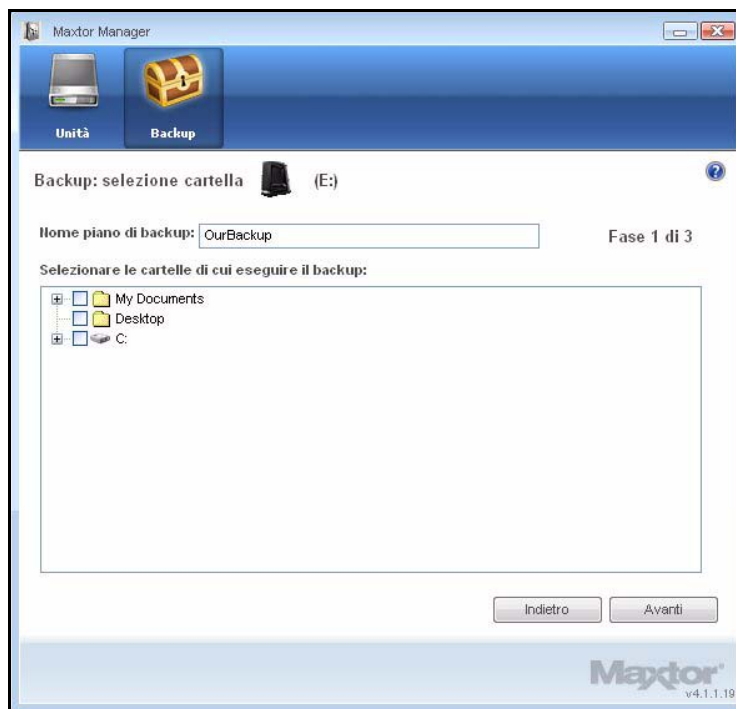 Maxtor Manager
Unità
Backup
Backup: selezione cartella (E:)
Nome piano di backup: OurBackup
Fase 1 di 3
Selezionare le cartelle di cui eseguire il backup:
My Documents
Desktop
C:
Indietro
Avanti
Maxtor®
v4.1.1.19